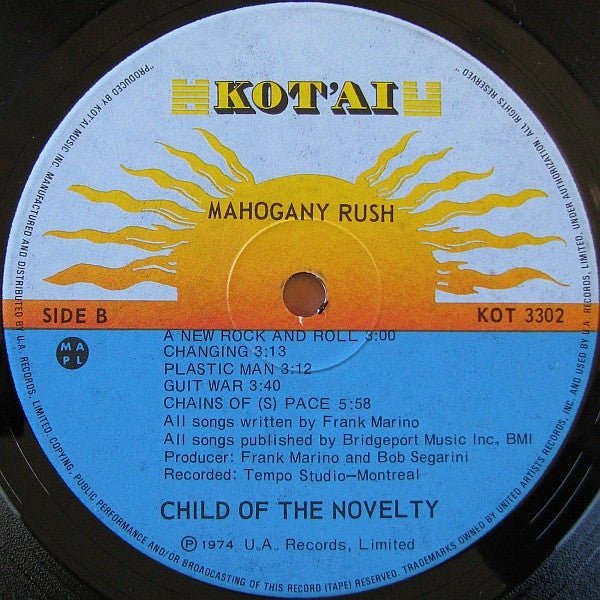 KOT'AI
MAHOGANY RUSH
SIDE B
KOT 3302
M A
P L
A NEW ROCK AND ROLL 3:00
CHANGING 3:13
PLASTIC MAN 3:12
GUIT WAR 3:40
CHAINS OF (S) PACE 5:58
All songs written by Frank Marino
All songs published by Bridgeport Music Inc. BMI
Producer: Frank Marino and Bob Segarini
Recorded: Tempo Studio-Montreal
CHILD OF THE NOVELTY
Ⓟ 1974 U.A. Records, Limited
"PRODUCED BY KOT'AI MUSIC INC. MANUFACTURED AND DISTRIBUTED BY U.A. RECORDS, LIMITED. COPYING, PUBLIC PERFORMANCE AND/OR BROADCASTING OF THIS RECORD (TAPE) RESERVED. TRADEMARKS OWNED BY UNITED ARTISTS RECORDS, INC. AND USED BY U.A. RECORDS, LIMITED. UNDER AUTHORIZATION ALL RIGHTS RESERVED"